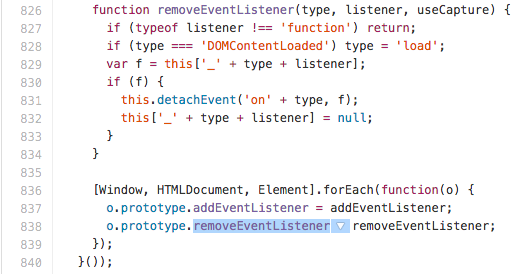 826 function removeEventListener(type, listener, useCapture) {
827 if (typeof listener !== 'function') return;
828 if (type === 'DOMContentLoaded') type = 'load';
829 var f = this['_' + type + listener];
830 if (f) {
831 this.detachEvent('on' + type, f);
832 this['_' + type + listener] = null;
833 }
834 }
835
836 [Window, HTMLDocument, Element].forEach(function(o) {
837 o.prototype.addEventListener = addEventListener;
838 o.prototype.removeEventListener removeEventListener;
839 });
840 }());